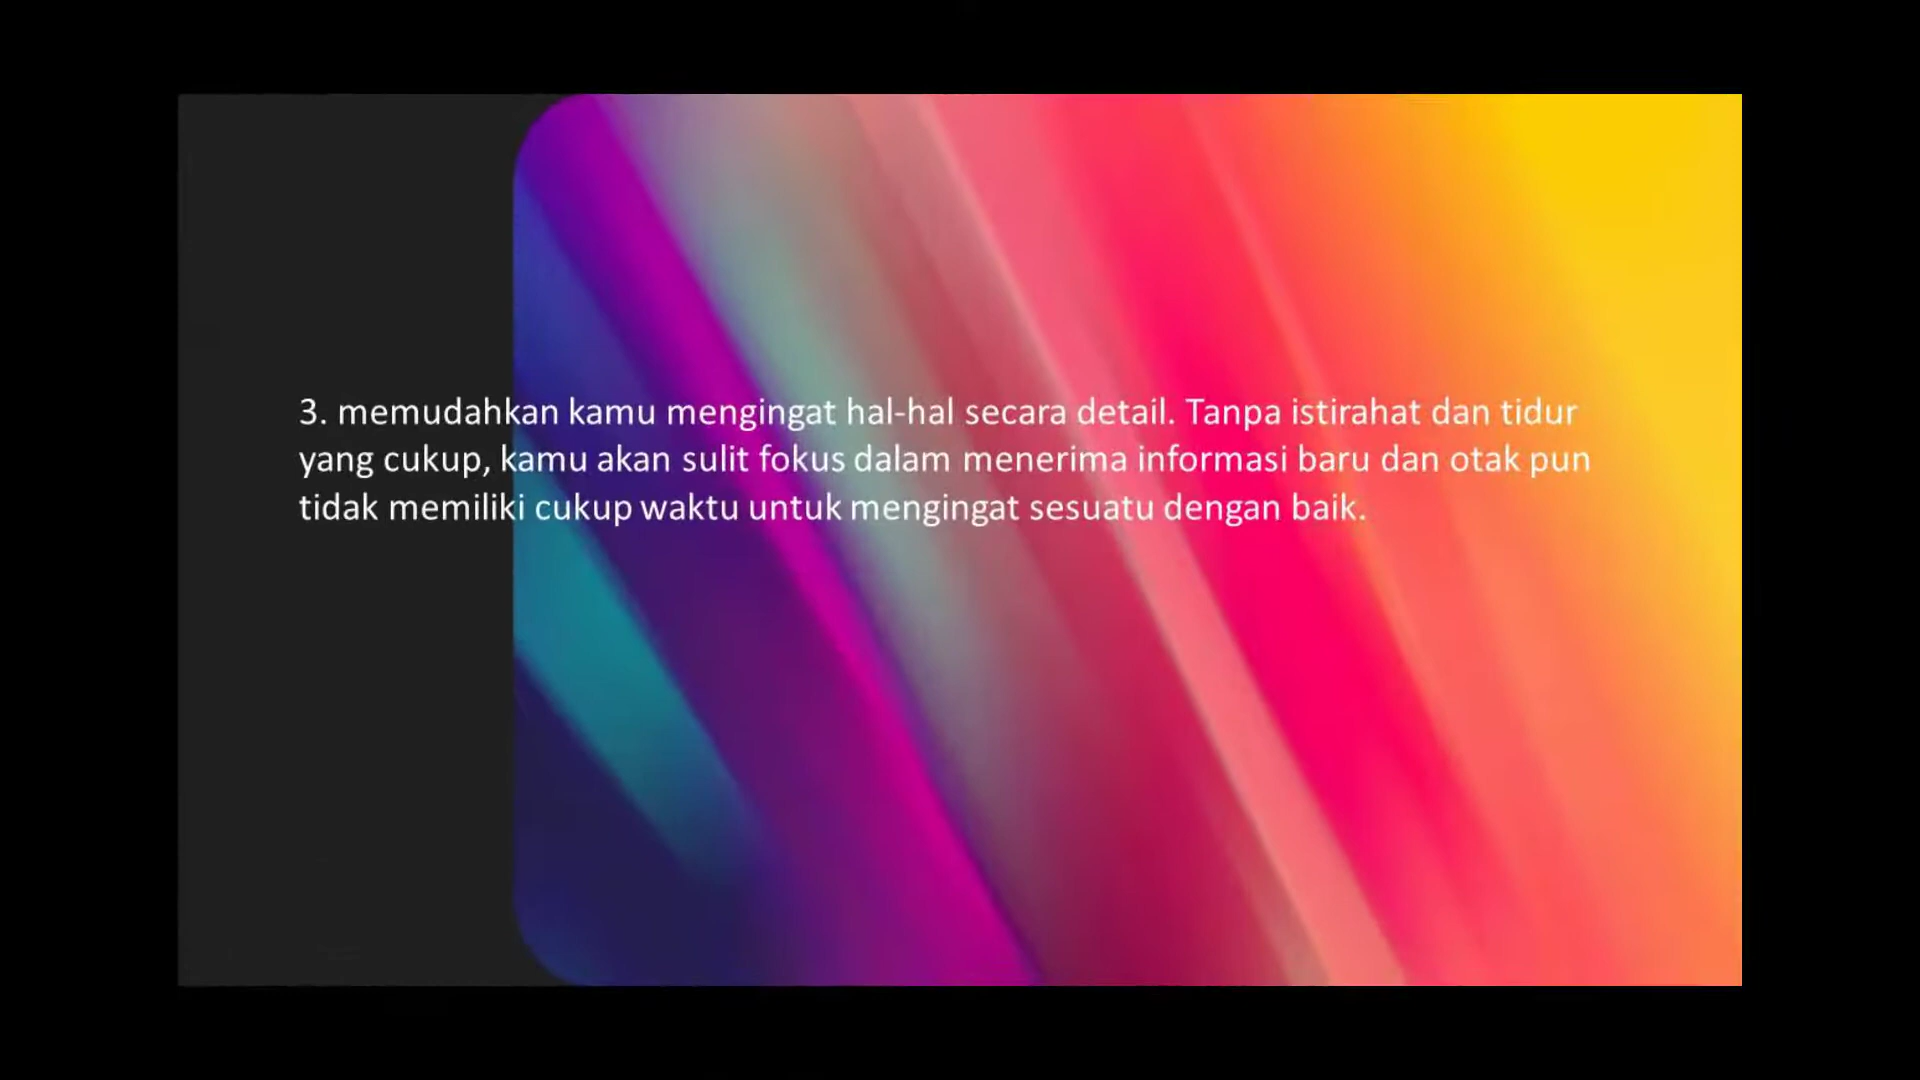 3. memudahkan kamu mengingat hal-hal secara detail. Tanpa istirahat dan tidur
yang cukup, kamu akan sulit fokus dalam menerima informasi baru dan otak pun
tidak memiliki cukup waktu untuk mengingat sesuatu dengan baik.